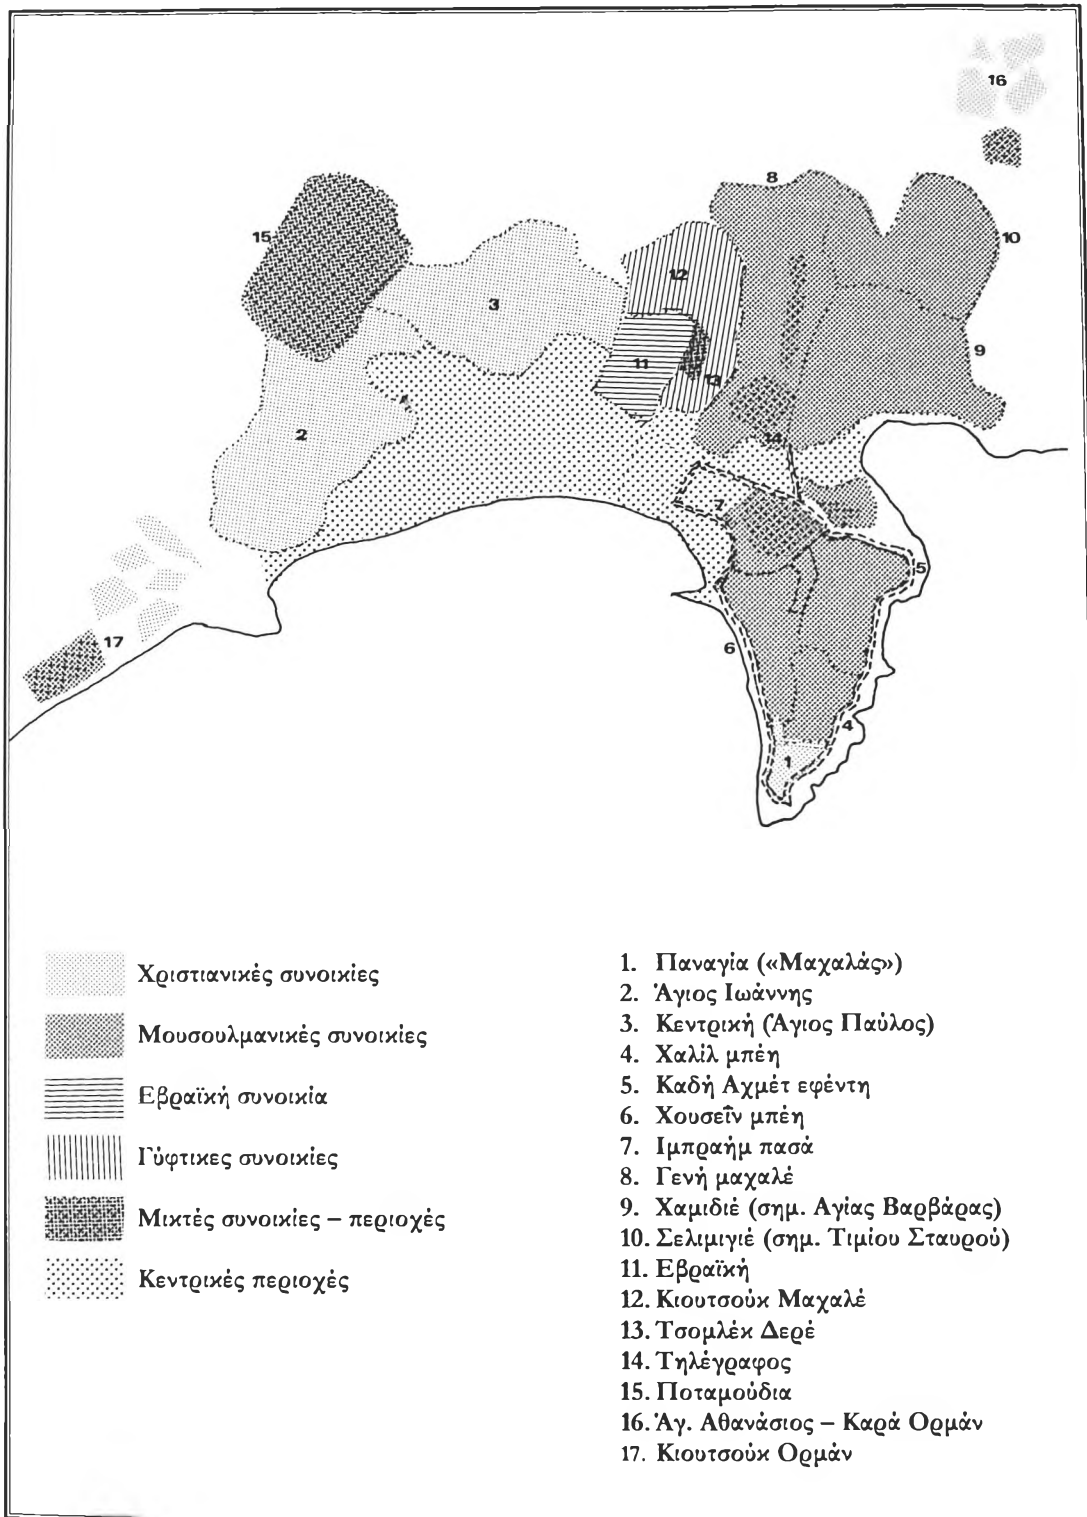 16
8
15
10
12
3
9
11
13
2
14
7
5
17
6
4
1
Χριστιανικές συνοικίες
Μουσουλμανικές συνοικίες
Εβραϊκή συνοικία
Γύφτικες συνοικίες
Μικτές συνοικίες – περιοχές
Κεντρικές περιοχές
1. Παναγία («Μαχαλάς»)
2. Άγιος Ιωάννης
3. Κεντρική (Άγιος Παύλος)
4. Χαλίλ μπέη
5. Καδή Αχμέτ εφέντη
6. Χουσεΐν μπέη
7. Ιμπραήμ πασά
8. Γενή μαχαλέ
9. Χαμιδιέ (σημ. Αγίας Βαρβάρας)
10. Σελιμιγιέ (σημ. Τιμίου Σταυρού)
11. Εβραϊκή
12. Κιουτσούκ Μαχαλέ
13. Τσομλέκ Δερέ
14. Τηλέγραφος
15. Ποταμούδια
16. Άγ. Αθανάσιος – Καρά Ορμάν
17. Κιουτσούκ Ορμάν